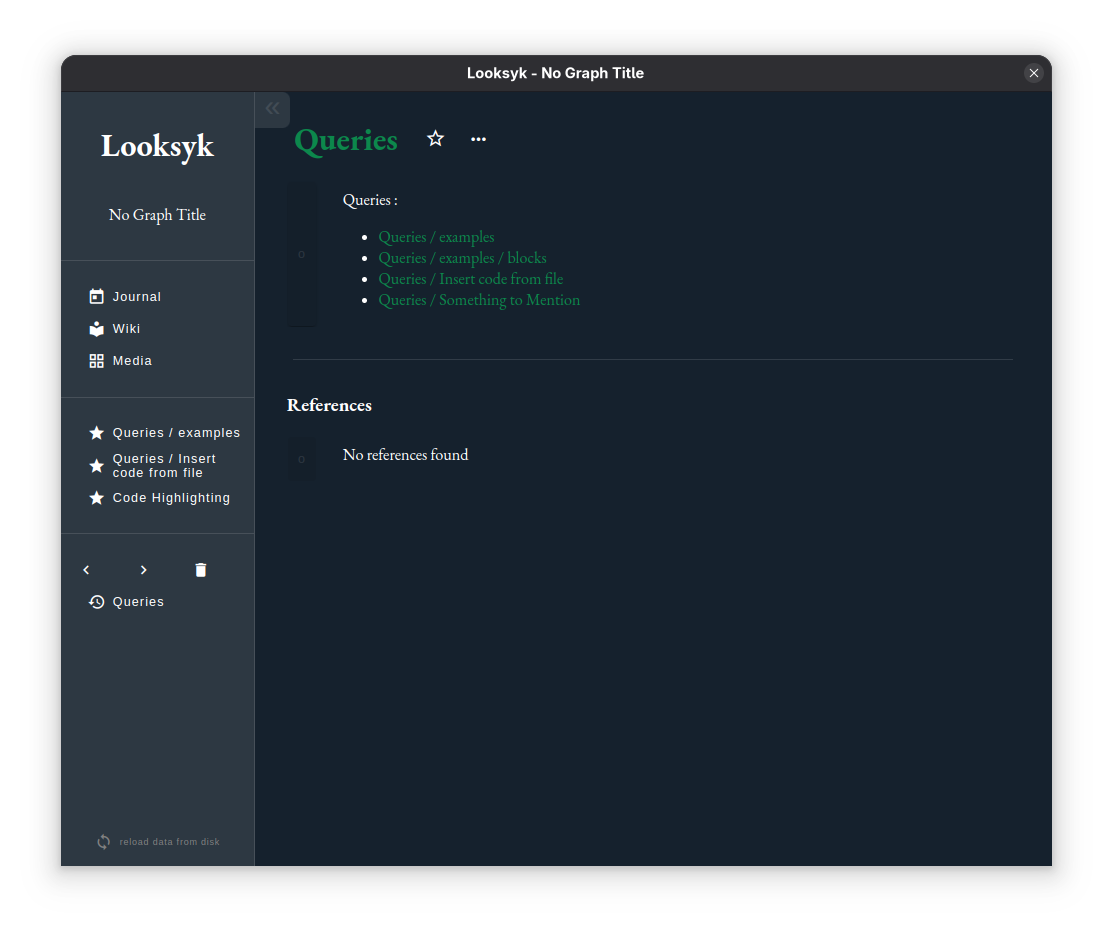 Looksyk - No Graph Title
Looksyk
No Graph Title
Journal
Wiki
Media
Queries / examples
Queries / Insert
code from file
Code Highlighting
Queries
reload data from disk
Queries
Queries :
Queries / examples
Queries / examples / blocks
Queries / Insert code from file
Queries / Something to Mention
References
No references found